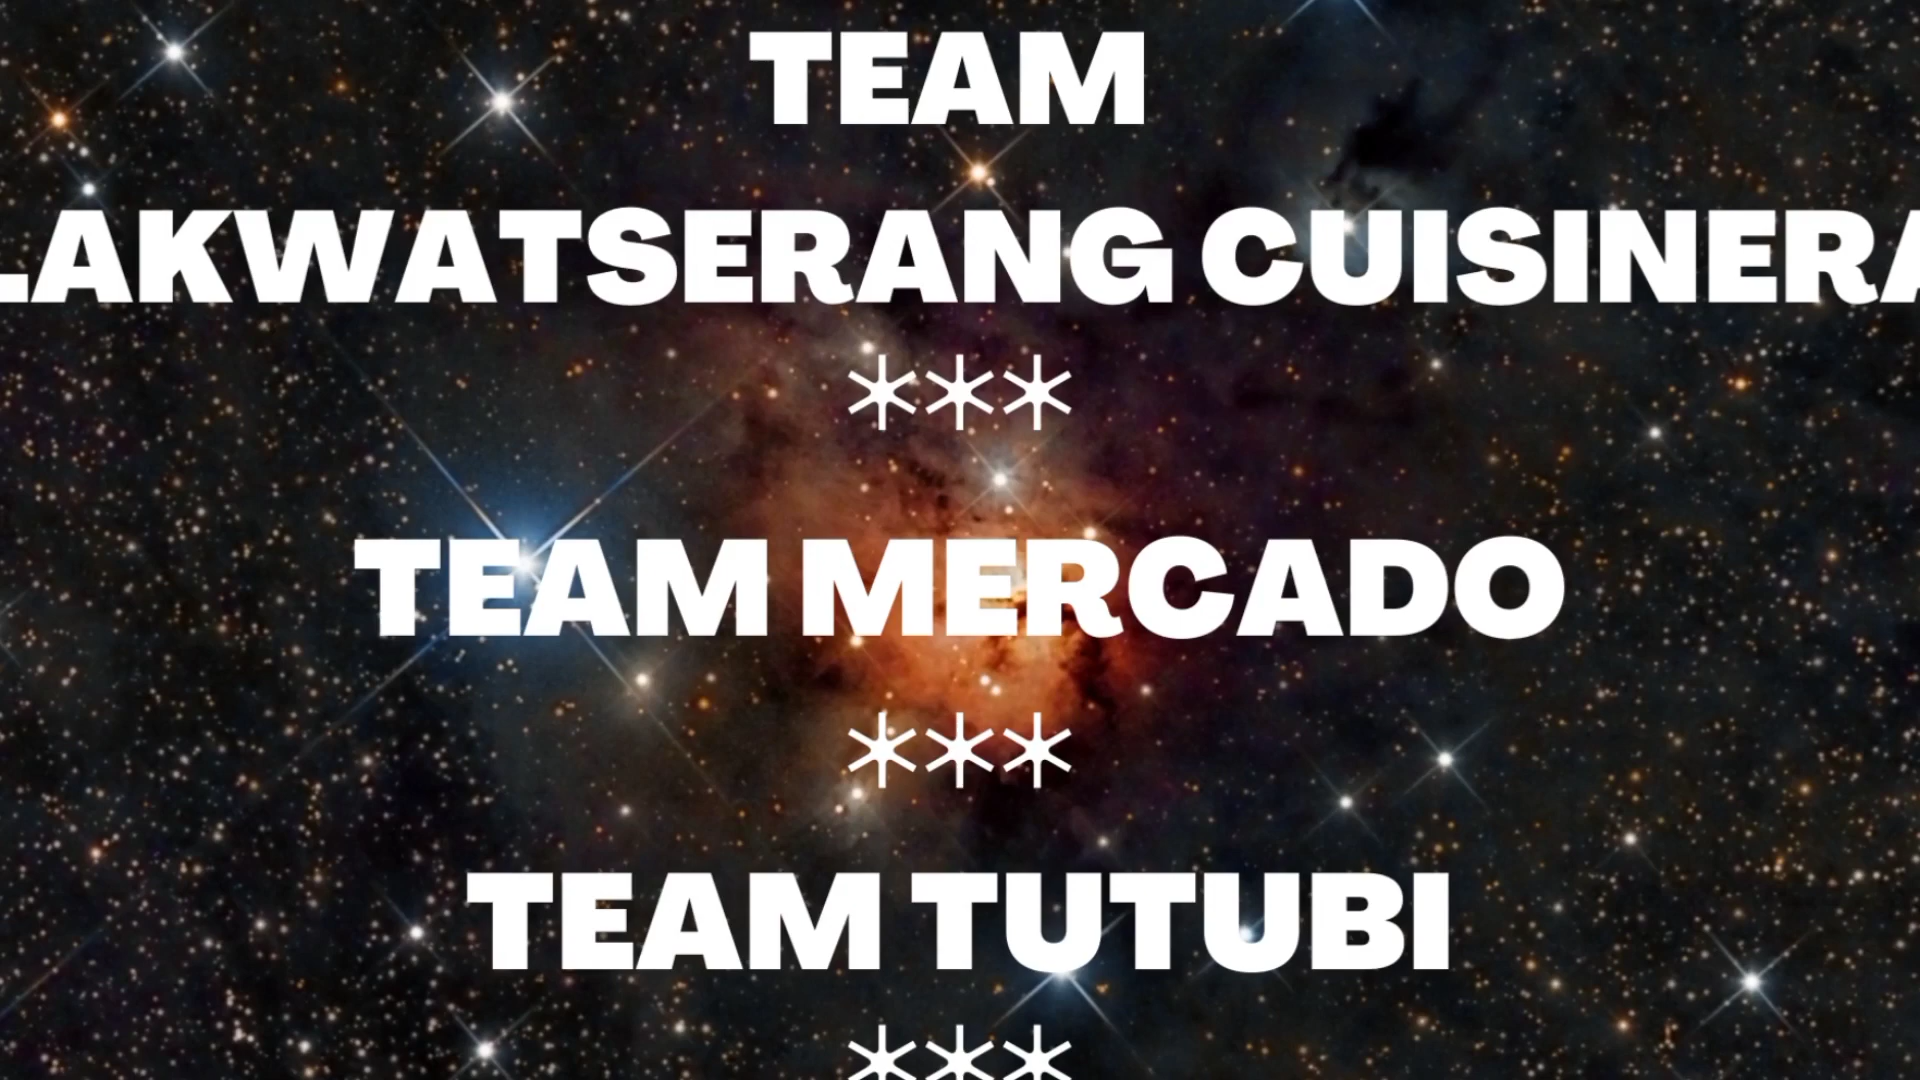 TEAM
LAKWATSERANG CUISINERA
***
TEAM MERCADO
***
TEAM TUTUBI
***